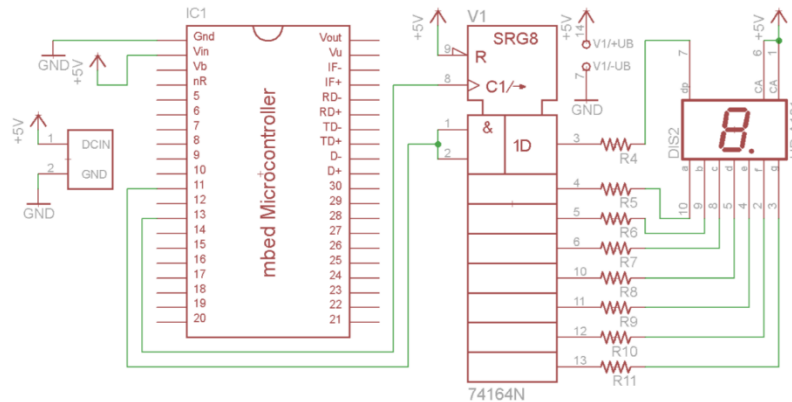 IC1
Gnd
Vin
Vb
nR
5
6
7
8
9
10
11
12
13
14
15
16
17
18
19
20
mbed Microcontroller
Vout
Vu
IF-
IF+
RD-
RD+
TD-
TD+
D-
D+
30
29
28
27
26
25
24
23
22
21
GND
+5V
+5V
1
2
DCIN
GND
GND
+5V
V1
9
R
SRG8
8
C1/→
1
2
&
1D
3
4
5
6
10
11
12
13
74164N
+5V
14
V1/+UB
V1/-UB
7
GND
R4
R5
R6
R7
R8
R9
R10
R11
+5V
7
6
1
dp
CA
CA
DIS2
8.
a
b
c
d
e
f
g
10
9
8
5
4
2
3